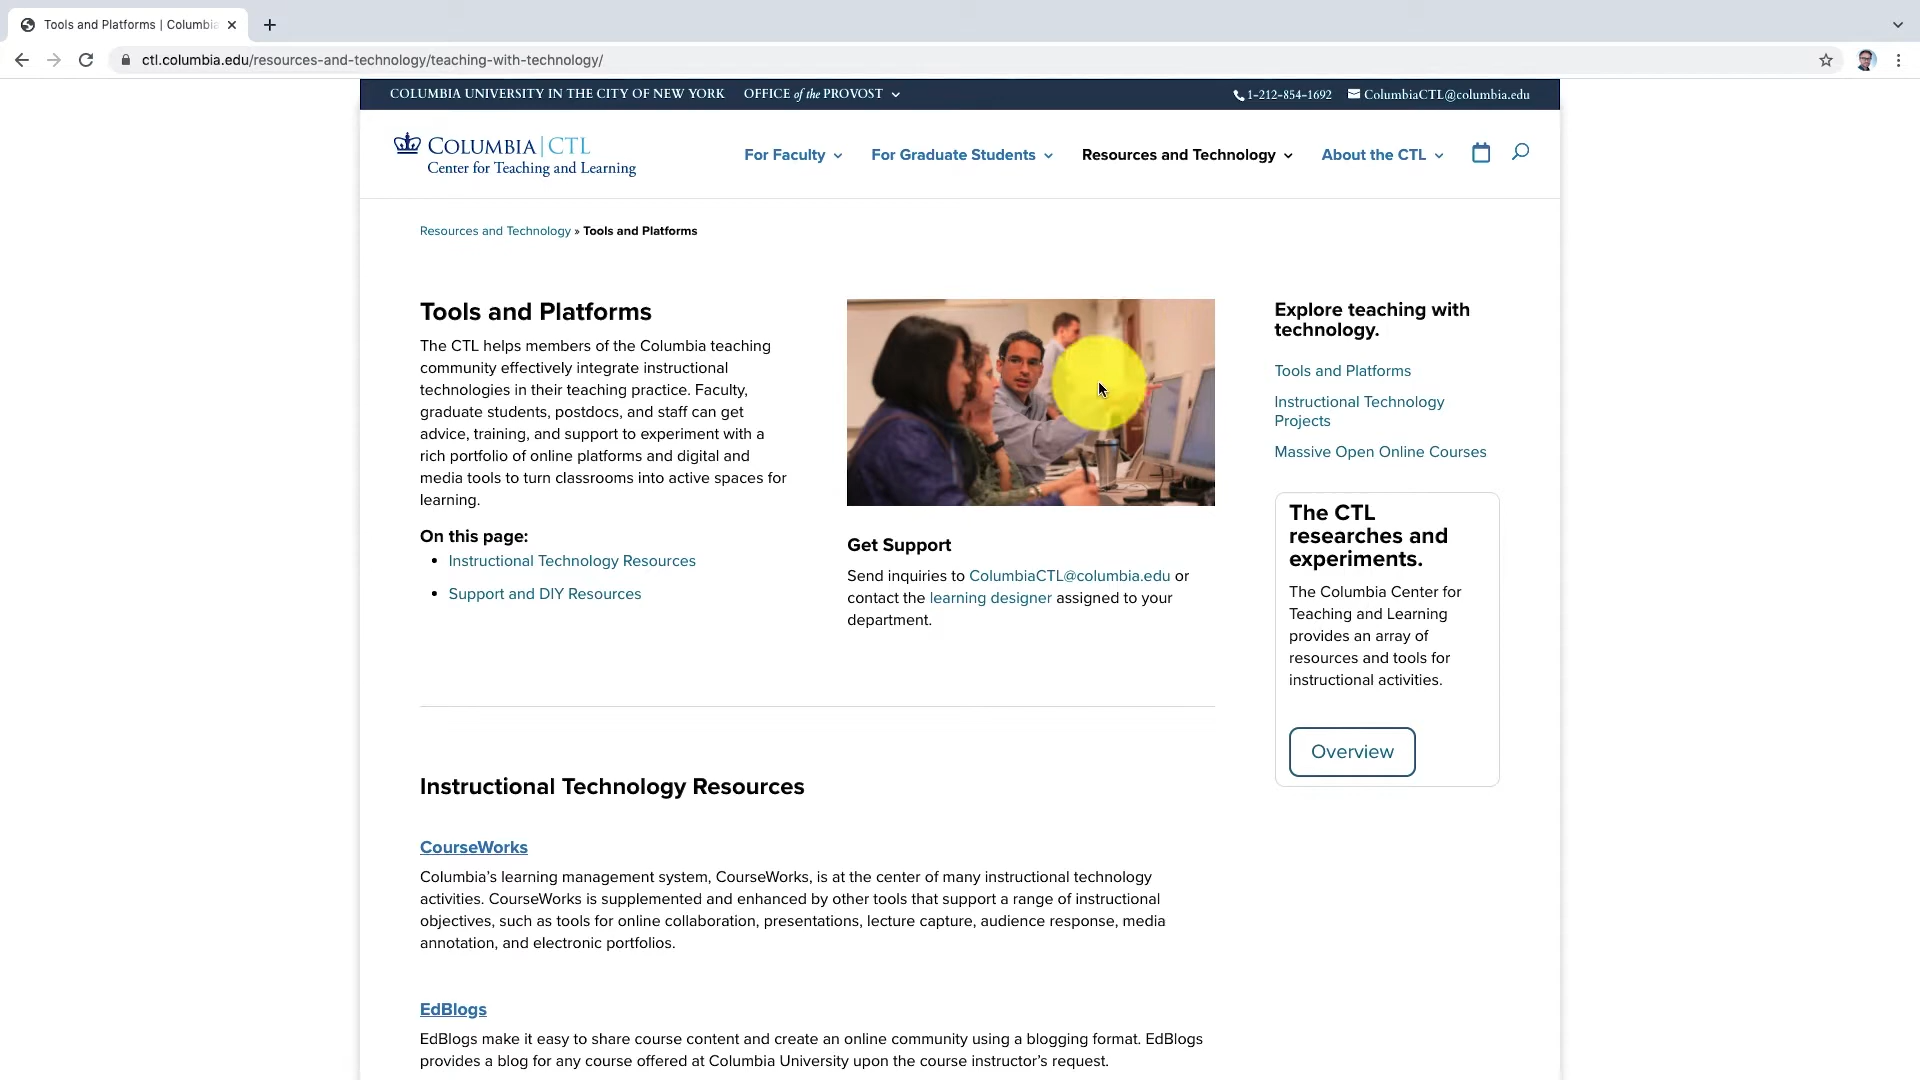 Tools and Platforms | Columbia
ctl.columbia.edu/resources-and-technology/teaching-with-technology/
COLUMBIA UNIVERSITY IN THE CITY OF NEW YORK OFFICE of the PROVOST 1-212-854-1692 ColumbiaCTL@columbia.edu
COLUMBIA | CTL
Center for Teaching and Learning
For Faculty For Graduate Students Resources and Technology About the CTL
Resources and Technology » Tools and Platforms
Tools and Platforms
The CTL helps members of the Columbia teaching
community effectively integrate instructional
technologies in their teaching practice. Faculty,
graduate students, postdocs, and staff can get
advice, training, and support to experiment with a
rich portfolio of online platforms and digital and
media tools to turn classrooms into active spaces for
learning.
On this page:
• Instructional Technology Resources
• Support and DIY Resources
Get Support
Send inquiries to ColumbiaCTL@columbia.edu or
contact the learning designer assigned to your
department.
Explore teaching with
technology.
Tools and Platforms
Instructional Technology
Projects
Massive Open Online Courses
The CTL
researches and
experiments.
The Columbia Center for
Teaching and Learning
provides an array of
resources and tools for
instructional activities.
Overview
Instructional Technology Resources
CourseWorks
Columbia's learning management system, CourseWorks, is at the center of many instructional technology
activities. CourseWorks is supplemented and enhanced by other tools that support a range of instructional
objectives, such as tools for online collaboration, presentations, lecture capture, audience response, media
annotation, and electronic portfolios.
EdBlogs
EdBlogs make it easy to share course content and create an online community using a blogging format. EdBlogs
provides a blog for any course offered at Columbia University upon the course instructor's request.